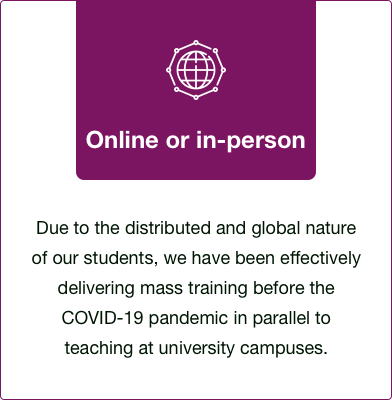 Online or in-person
Due to the distributed and global nature
of our students, we have been effectively
delivering mass training before the
COVID-19 pandemic in parallel to
teaching at university campuses.